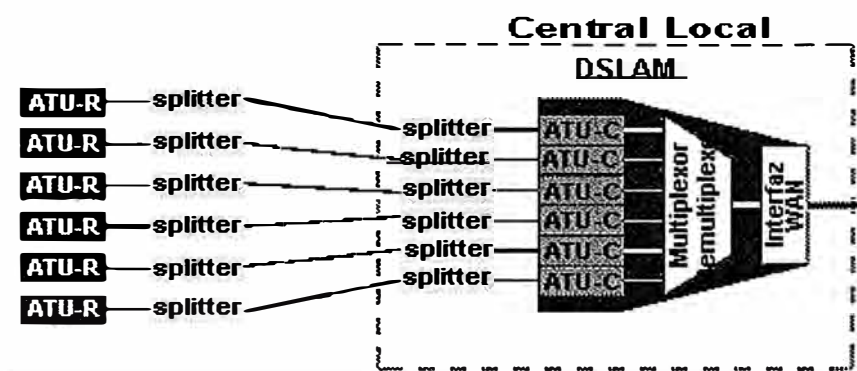 Central Local
DSLAM
ATU-R splitter splitter ATU-C
ATU-R splitter splitter ATU-C
ATU-R splitter splitter ATU-C
ATU-R splitter splitter ATU-C
ATU-R splitter splitter ATU-C
ATU-R splitter splitter ATU-C
Multiplexor
emultiplexo
Interfaz
WAN